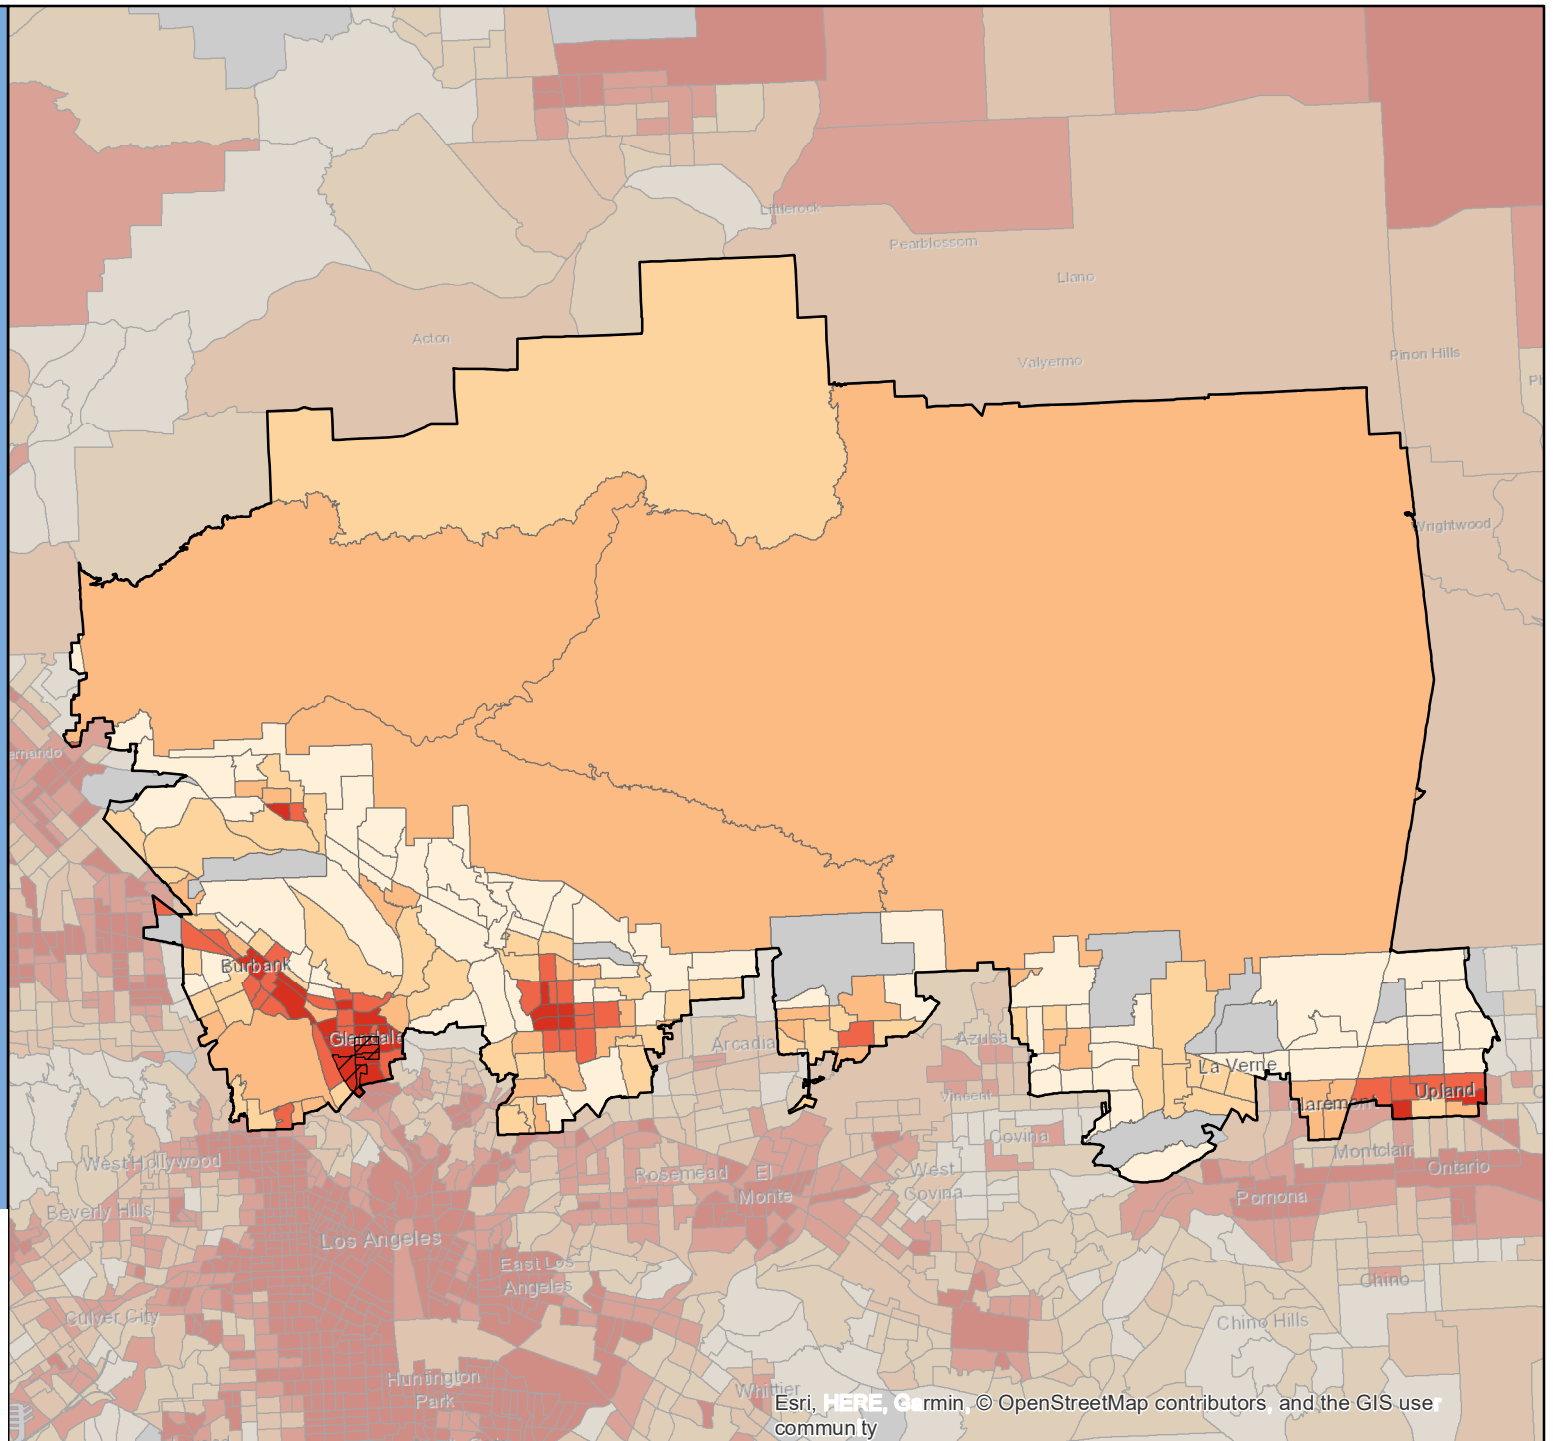 Littlerock
Pearblossom
Llano
Acton
Valyermo
Pinon Hills
Wrightwood
Burbank
Glendale
Arcadia
Azusa
La Verne
Upland
Claremont
Vincent
Covina
Montclair
West Hollywood
Rosemead
El
Monte
West
Covina
Ontario
Pomona
Beverly Hills
Los Angeles
East Los
Angeles
Chino
Culver City
Chino Hills
Huntington
Park
Whittier
Esri, HERE, Garmin, © OpenStreetMap contributors, and the GIS user
community